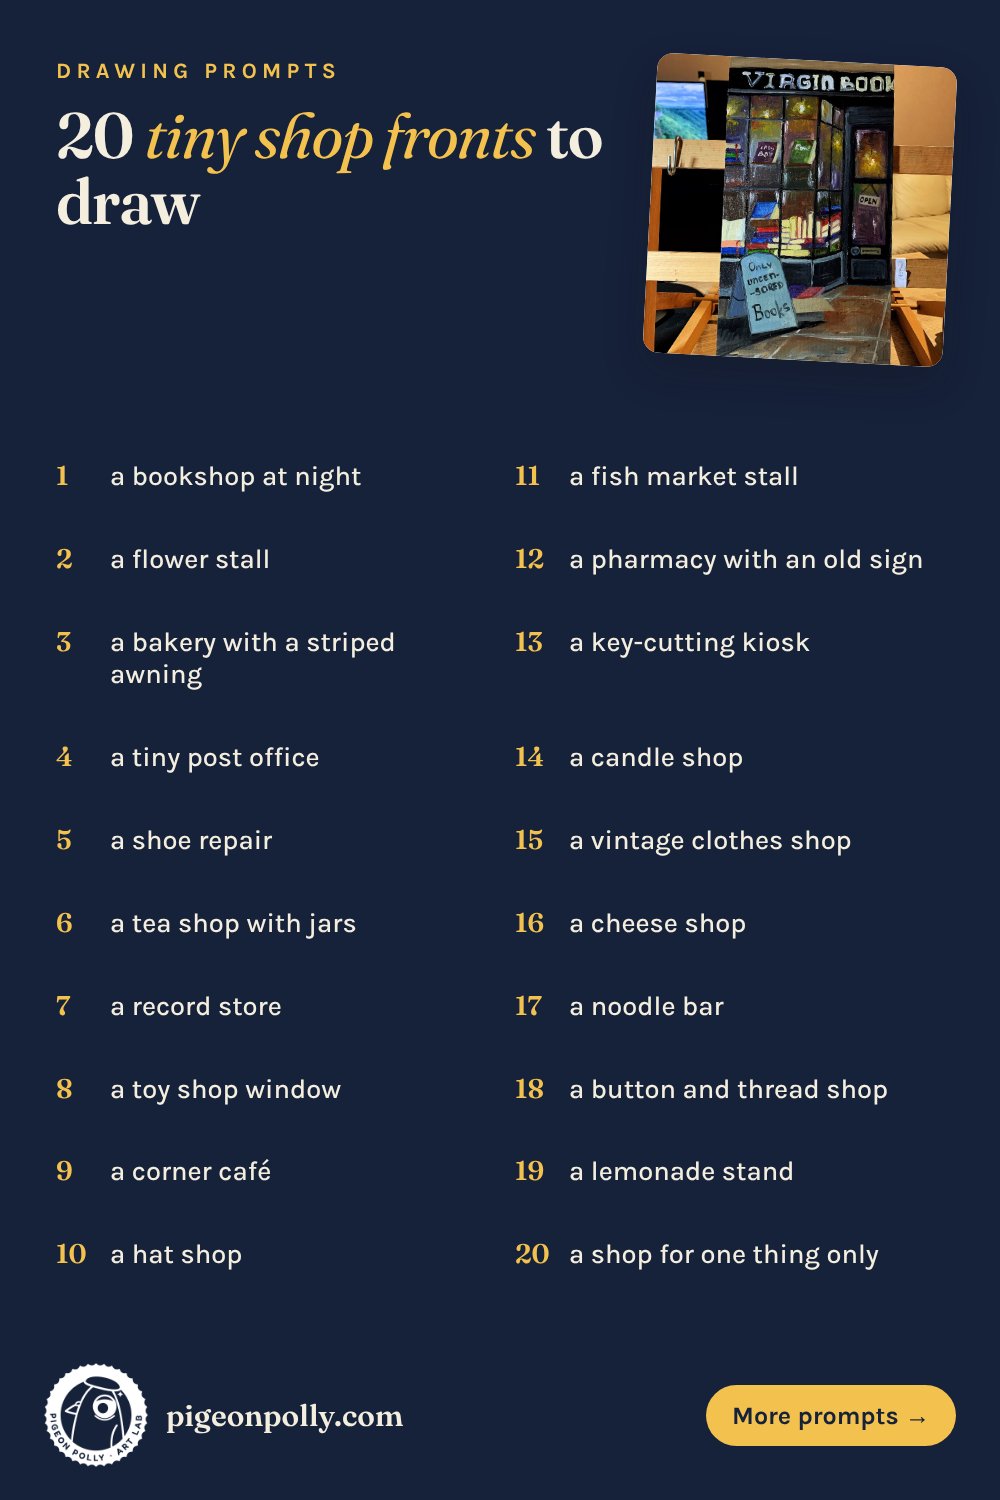 DRAWING PROMPTS
20 tiny shop fronts to
draw
VIRGIN BOOK
OPEN
ONLY
UNCEN-
-SORED
Books
1 a bookshop at night
2 a flower stall
3 a bakery with a striped
awning
4 a tiny post office
5 a shoe repair
6 a tea shop with jars
7 a record store
8 a toy shop window
9 a corner café
10 a hat shop
11 a fish market stall
12 a pharmacy with an old sign
13 a key-cutting kiosk
14 a candle shop
15 a vintage clothes shop
16 a cheese shop
17 a noodle bar
18 a button and thread shop
19 a lemonade stand
20 a shop for one thing only
PIGEON POLLY · ART LAB
pigeonpolly.com
More prompts →